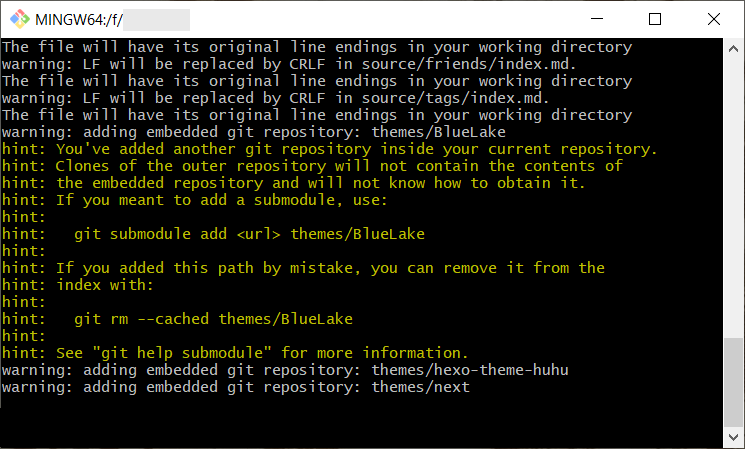 MINGW64:/f/
The file will have its original line endings in your working directory
warning: LF will be replaced by CRLF in source/friends/index.md.
The file will have its original line endings in your working directory
warning: LF will be replaced by CRLF in source/tags/index.md.
The file will have its original line endings in your working directory
warning: adding embedded git repository: themes/BlueLake
hint: You've added another git repository inside your current repository.
hint: Clones of the outer repository will not contain the contents of
hint: the embedded repository and will not know how to obtain it.
hint: If you meant to add a submodule, use:
hint:
hint:   git submodule add <url> themes/BlueLake
hint:
hint: If you added this path by mistake, you can remove it from the
hint: index with:
hint:
hint:   git rm --cached themes/BlueLake
hint:
hint: See "git help submodule" for more information.
warning: adding embedded git repository: themes/hexo-theme-huhu
warning: adding embedded git repository: themes/next